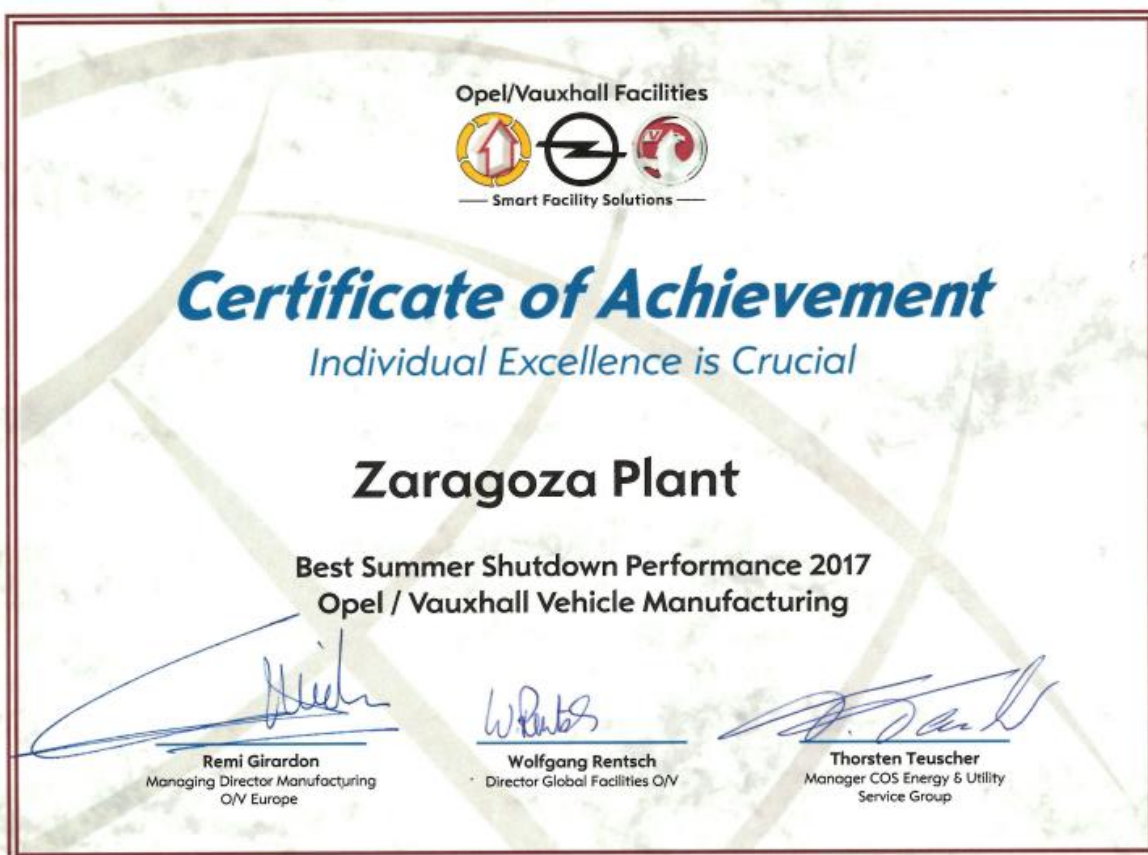 Opel/Vauxhall Facilities
Smart Facility Solutions
Certificate of Achievement
Individual Excellence is Crucial
Zaragoza Plant
Best Summer Shutdown Performance 2017
Opel / Vauxhall Vehicle Manufacturing
Remi Girardon
Managing Director Manufacturing
O/V Europe
Wolfgang Rentsch
Director Global Facilities O/V
Thorsten Teuscher
Manager COS Energy & Utility
Service Group